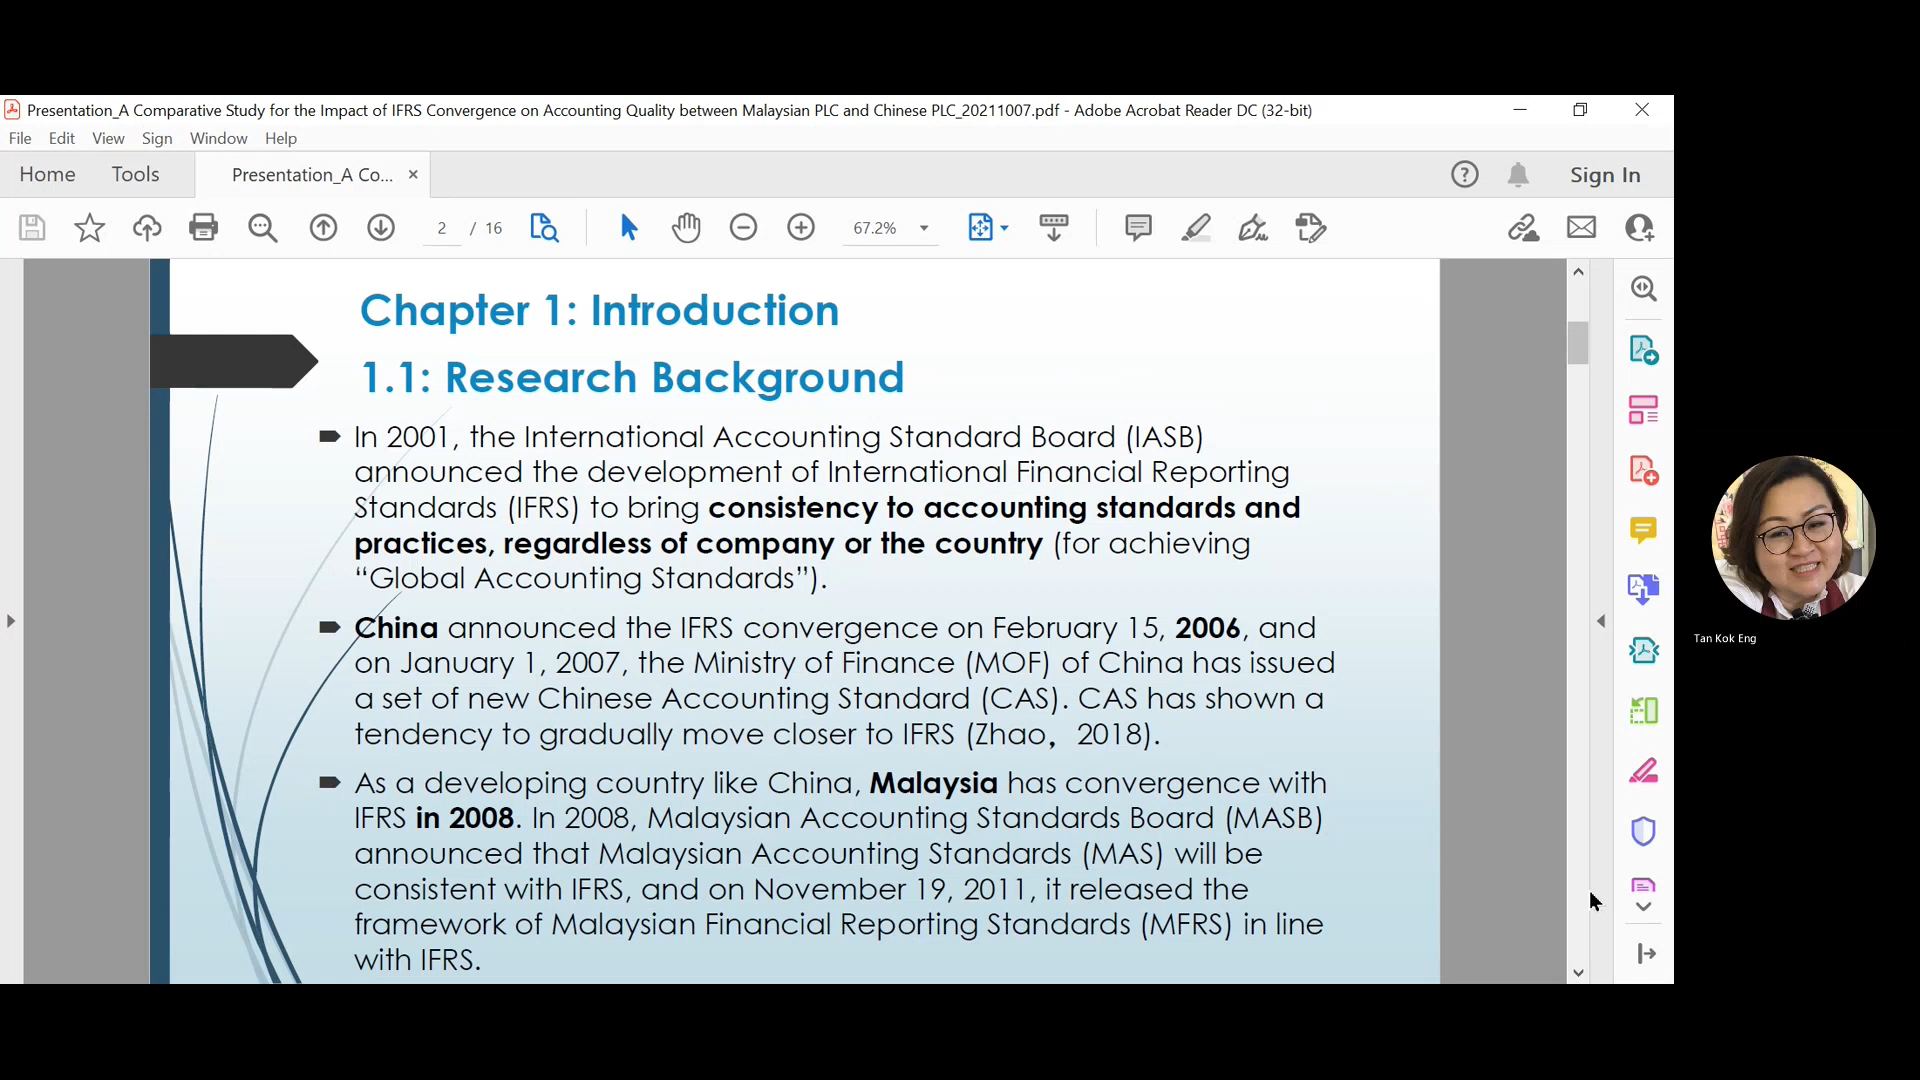 Presentation_A Comparative Study for the Impact of IFRS Convergence on Accounting Quality between Malaysian PLC and Chinese PLC_20211007.pdf - Adobe Acrobat Reader DC (32-bit)
File Edit View Sign Window Help
Home Tools Presentation_A Co... × Sign In
2 / 16 67.2%
Chapter 1: Introduction
1.1: Research Background
In 2001, the International Accounting Standard Board (IASB)
announced the development of International Financial Reporting
Standards (IFRS) to bring consistency to accounting standards and
practices, regardless of company or the country (for achieving
“Global Accounting Standards”).
China announced the IFRS convergence on February 15, 2006, and
on January 1, 2007, the Ministry of Finance (MOF) of China has issued
a set of new Chinese Accounting Standard (CAS). CAS has shown a
tendency to gradually move closer to IFRS (Zhao，2018).
As a developing country like China, Malaysia has convergence with
IFRS in 2008. In 2008, Malaysian Accounting Standards Board (MASB)
announced that Malaysian Accounting Standards (MAS) will be
consistent with IFRS, and on November 19, 2011, it released the
framework of Malaysian Financial Reporting Standards (MFRS) in line
with IFRS.
Tan Kok Eng